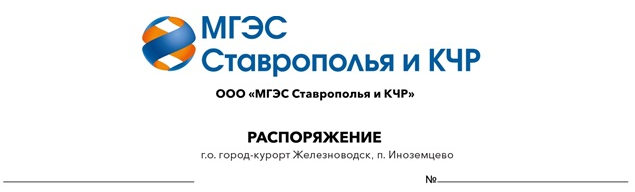 МГЭС
Ставрополья и КЧР
ООО «МГЭС Ставрополья и КЧР»
РАСПОРЯЖЕНИЕ
г.о. город-курорт Железноводск, п. Иноземцево
№